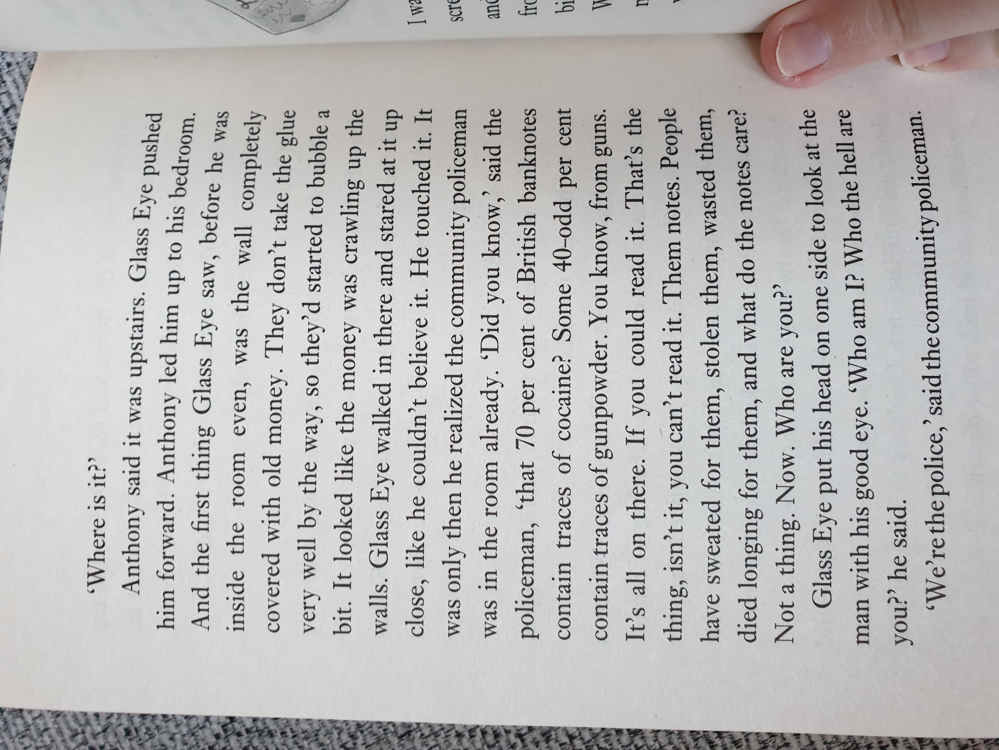 ‘Where is it?’
Anthony said it was upstairs. Glass Eye pushed
him forward. Anthony led him up to his bedroom.
And the first thing Glass Eye saw, before he was
inside the room even, was the wall completely
covered with old money. They don’t take the glue
very well by the way, so they’d started to bubble a
bit. It looked like the money was crawling up the
walls. Glass Eye walked in there and stared at it up
close, like he couldn’t believe it. He touched it. It
was only then he realized the community policeman
was in the room already. ‘Did you know,’ said the
policeman, ‘that 70 per cent of British banknotes
contain traces of cocaine? Some 40-odd per cent
contain traces of gunpowder. You know, from guns.
It’s all on there. If you could read it. That’s the
thing, isn’t it, you can’t read it. Them notes. People
have sweated for them, stolen them, wasted them,
died longing for them, and what do the notes care?
Not a thing. Now. Who are you?’
Glass Eye put his head on one side to look at the
man with his good eye. ‘Who am I? Who the hell are
you?’ he said.
‘We’re the police,’ said the community policeman.
I wa
scre
and
fro
bi
W